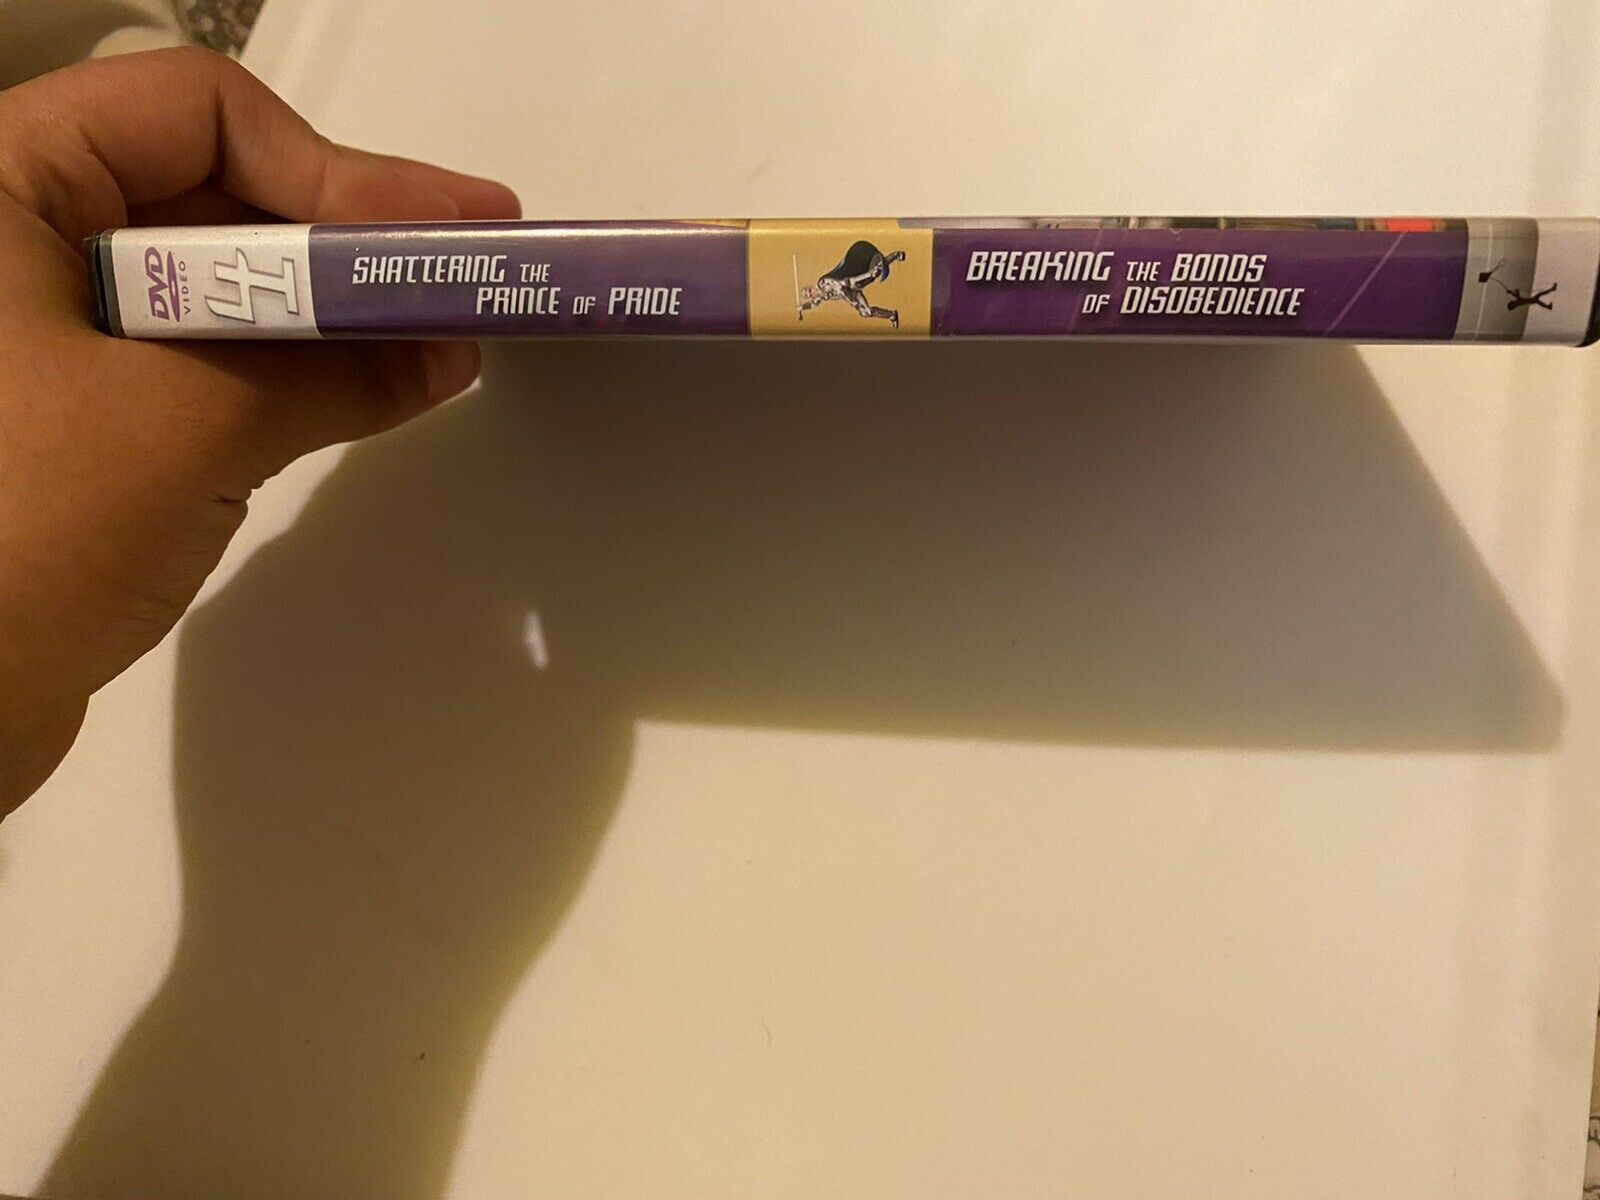 DVD
VIDEO
4
SHATTERING THE
PRINCE OF PRIDE
BREAKING THE BONDS
OF DISOBEDIENCE